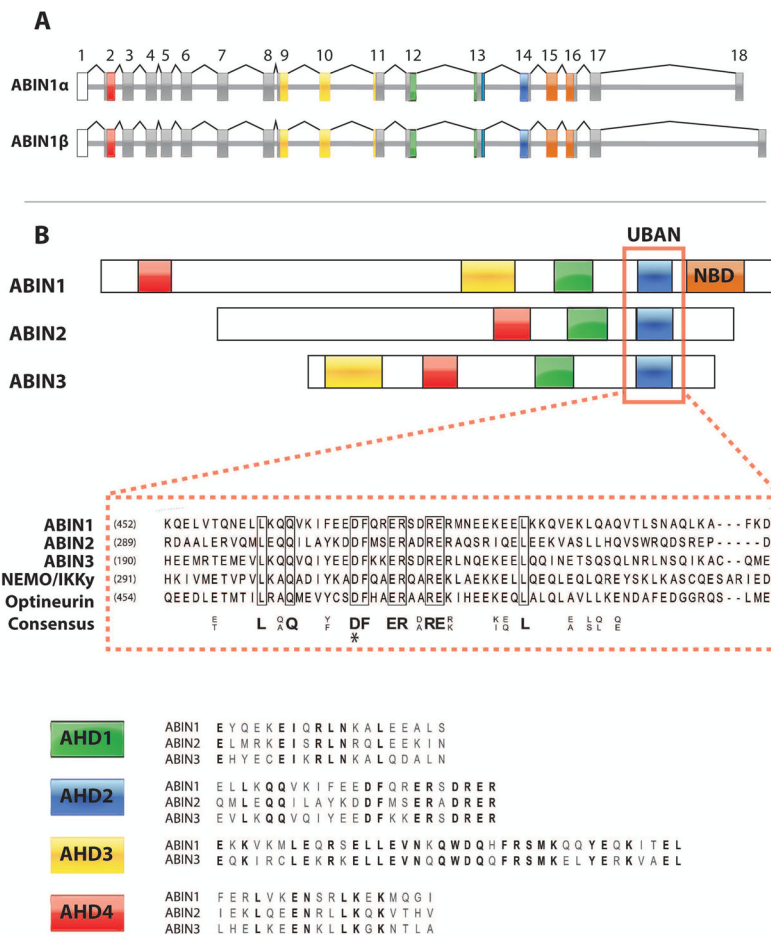 A
1 2 3 4 5 6 7 8 9 10 11 12 13 14 15 16 17 18
ABIN1α
ABIN1β
B
UBAN
ABIN1
NBD
ABIN2
ABIN3
ABIN1 (452) KQELVTQNELLKQQVKIFEEDFQRERSDRERMNEEKEELKKQVEKLQAQVTLSNAQLKA---FKD
ABIN2 (289) RDAALERVQMLEQQILAYKDDFMSERADRERAQSRIQELEEKVASLLHQVSWRQDSREP-----D
ABIN3 (190) HEEMRTEMEVLKQQVQIYEEDFKKERSDRERLNQEKEELQQINETSQSQLNRLNSQIKAC--QME
NEMO/IKKy (291) HKIVMETVPVLKAQADIYKADFQAERQAREKLAEKKELLQEQLEQLQREYSKLKASCQESARIED
Optineurin (454) QEEDLETMTILRAQMEVYCSDFHAERAAREKIHEEKEQLALQLAVLLKENDAFEDGGRQS--LME
Consensus E T L Q A Q Y F DF ER D A RE R K K I E Q L E A L S Q L Q E
*
AHD1
ABIN1 EYQEKEIQRLNKALEEALS
ABIN2 ELMRKEISRLNRQLEEKIN
ABIN3 EHYECEIKRLNKALQDALN
AHD2
ABIN1 ELLKQQVKIFEEDFQRERSDRER
ABIN2 QMLEQQILAYKDDFMSERADRER
ABIN3 EVLKQQVQIYEEDFKKERSDRER
AHD3
ABIN1 EKKVKMLEQRSELLEVNKQWDQHFRSMKQQYEQKITEL
ABIN3 EQKIRCLEKRKELLEVNQQWDQQFRSMKELYERKVAEL
AHD4
ABIN1 FERLVKENSRLKEKMQGI
ABIN2 IEKLQEENRLLKQKVTHV
ABIN3 LHELKEENKLLKGKNTLA